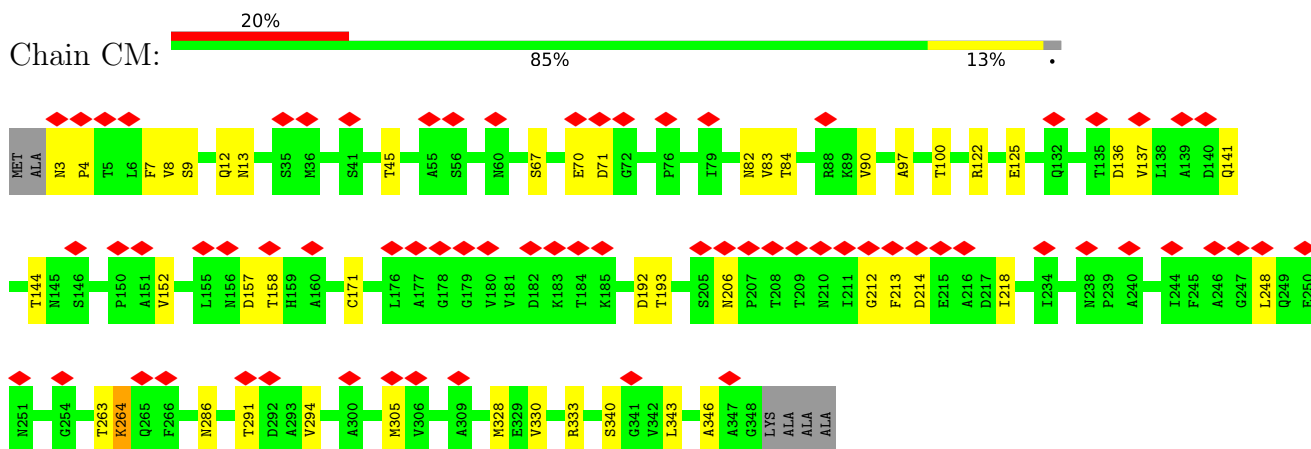 20%
Chain CM:
85% 13% •
MET ALA N3 P4 T5 L6 F7 V8 S9 Q12 N13 S35 M36 S41 T45 A55 S56 N60 S67 E70 D71 G72 P76 I79 N82 V83 T84 R88 K89 V90 A97 T100 R122 E125 Q132 T135 D136 V137 L138 A139 D140 Q141
T144 N145 S146 P150 A151 V152 L155 N156 D157 T158 H159 A160 C171 L176 A177 G178 G179 V180 V181 D182 K183 T184 K185 D192 T193 S205 N206 P207 T208 T209 N210 I211 G212 F213 D214 E215 A216 D217 I218 I234 N238 P239 A240 I244 F245 A246 G247 L248 Q249
N251 G254 T263 K264 Q265 F266 N286 T291 D292 A293 V294 A300 M305 V306 A309 M328 E329 V330 R333 S340 G341 V342 L343 A346 A347 G348 LYS ALA ALA ALA